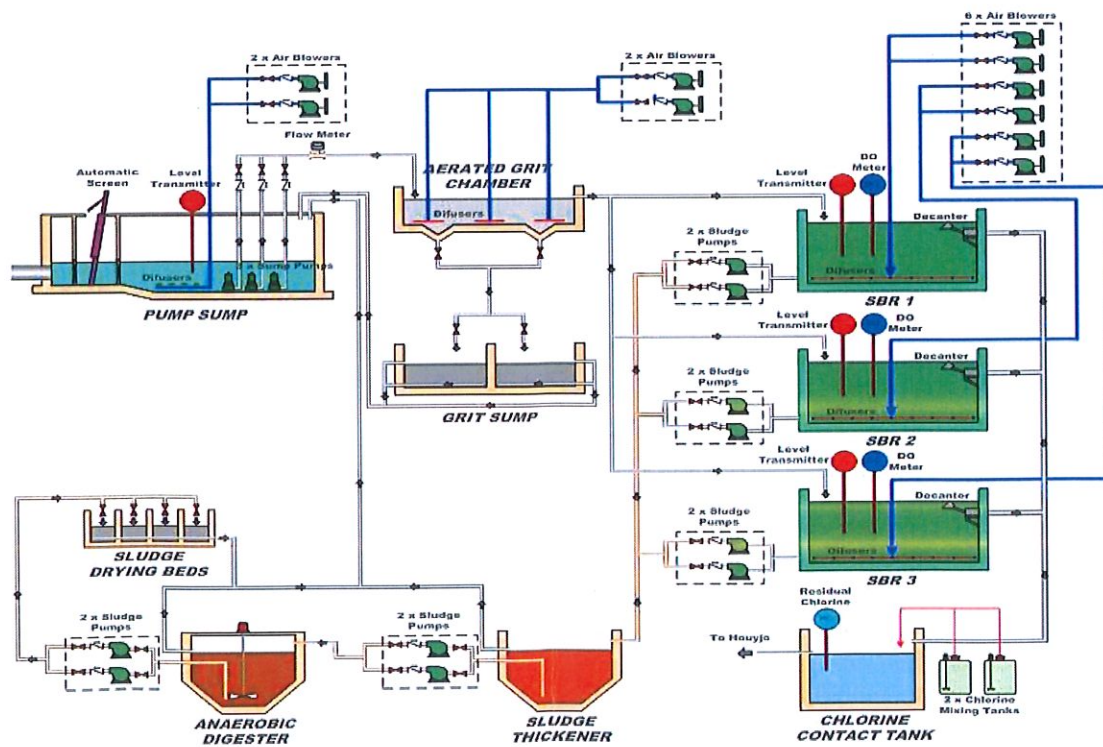 6 x Air Blowers
2 x Air Blowers
2 x Air Blowers
Flow Meter
Automatic
Screen
Level
Transmitter
AERATED GRIT
CHAMBER
Difusers
Difusers
Sump Pumps
PUMP SUMP
GRIT SUMP
Level
Transmitter
DO
Meter
Decanter
2 x Sludge
Pumps
Difusers
SBR 1
Level
Transmitter
DO
Meter
Decanter
2 x Sludge
Pumps
Difusers
SBR 2
Level
Transmitter
DO
Meter
Decanter
2 x Sludge
Pumps
Difusers
SBR 3
SLUDGE
DRYING BEDS
2 x Sludge
Pumps
2 x Sludge
Pumps
ANAEROBIC
DIGESTER
SLUDGE
THICKENER
Residual
Chlorine
To Houyjo
2 x Chlorine
Mixing Tanks
CHLORINE
CONTACT TANK